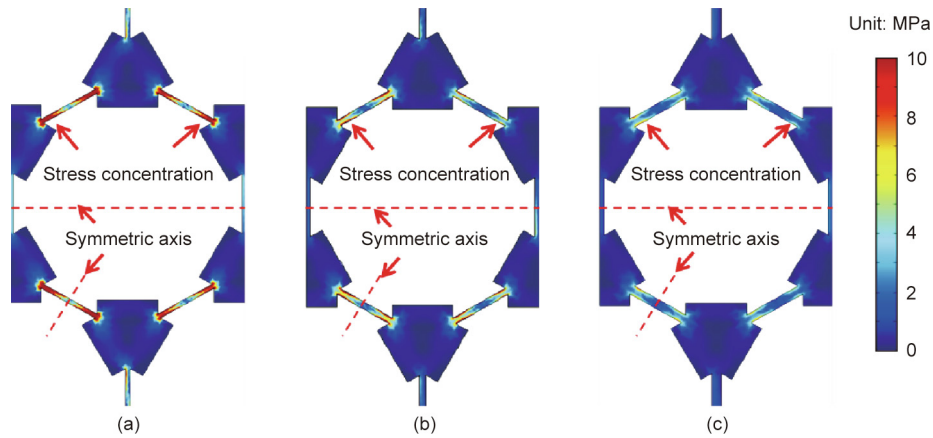 Unit: MPa
10
8
6
4
2
0
Stress concentration
Symmetric axis
(a)
Stress concentration
Symmetric axis
(b)
Stress concentration
Symmetric axis
(c)